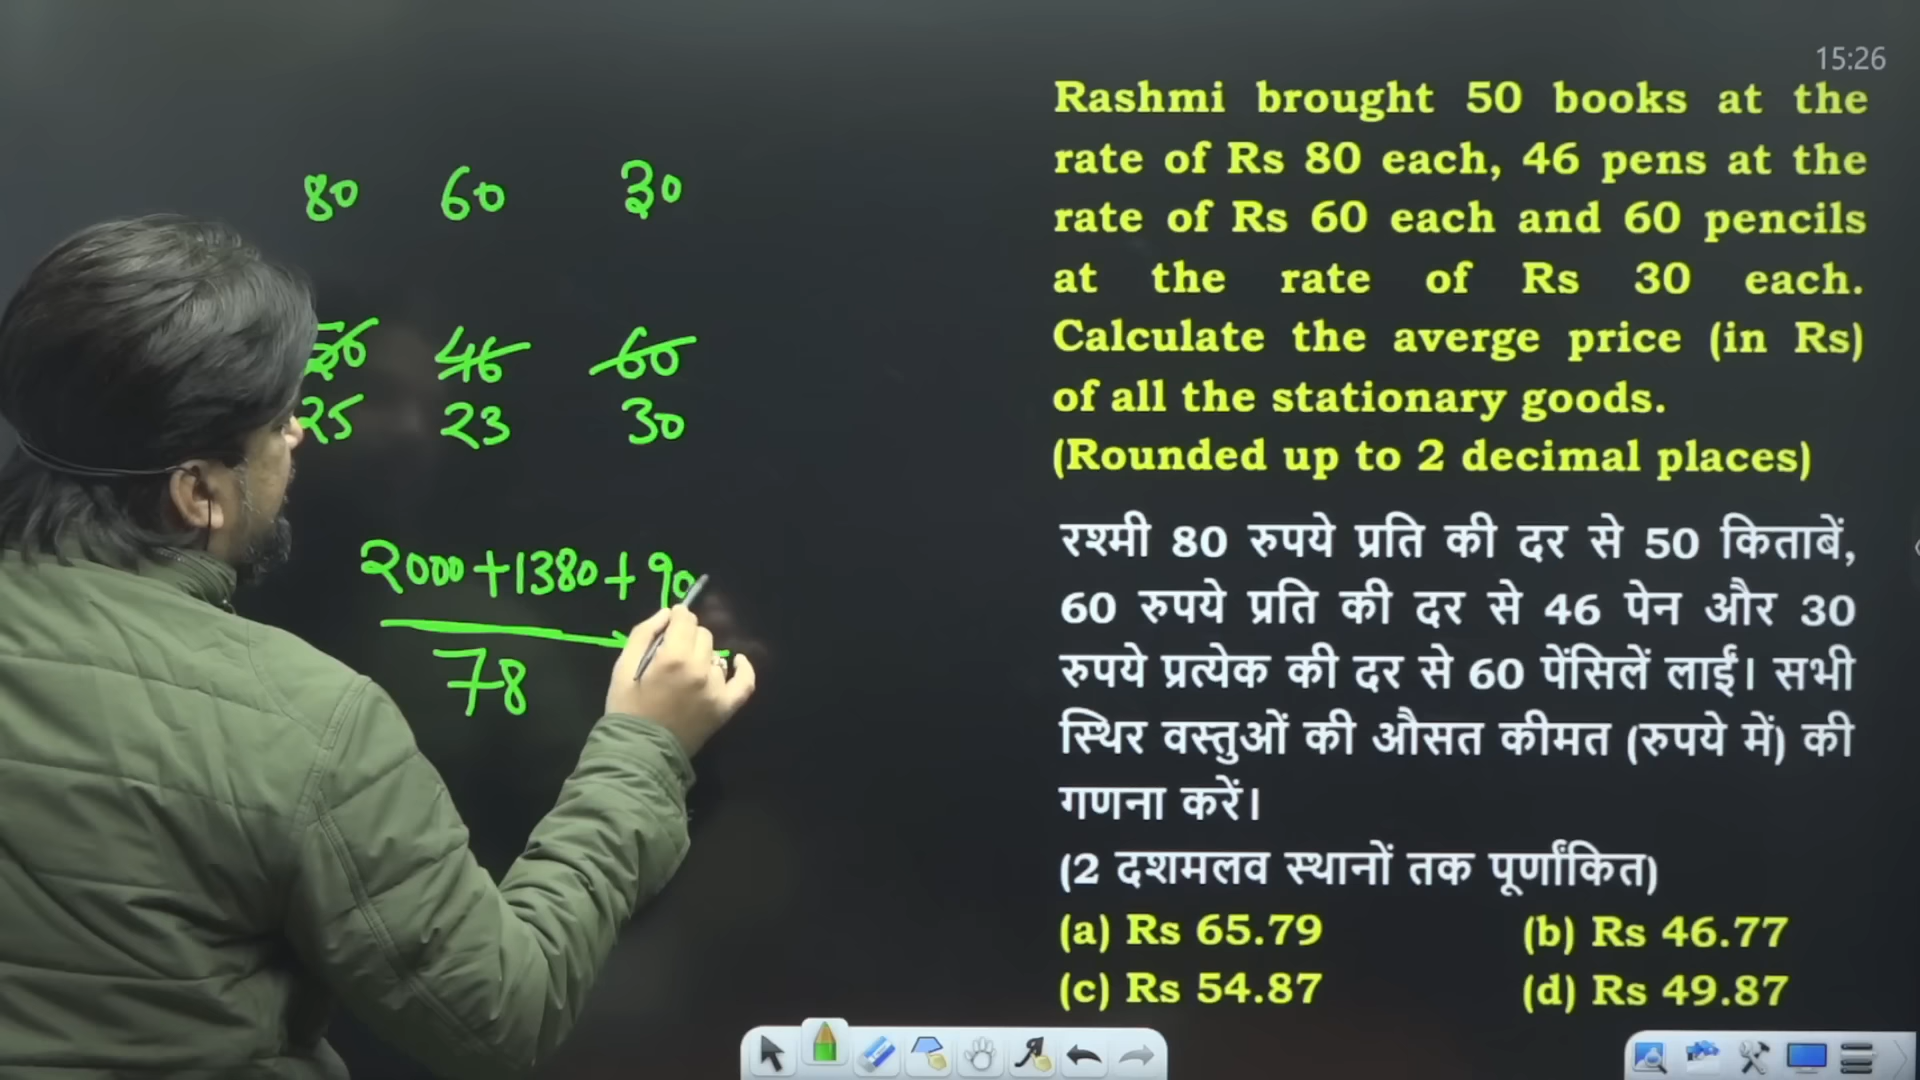 15:26
80 60 30
50 46 60
25 23 30
2000+1380+90
78
Rashmi brought 50 books at the
rate of Rs 80 each, 46 pens at the
rate of Rs 60 each and 60 pencils
at the rate of Rs 30 each.
Calculate the averge price (in Rs)
of all the stationary goods.
(Rounded up to 2 decimal places)
रश्मी 80 रुपये प्रति की दर से 50 किताबें,
60 रुपये प्रति की दर से 46 पेन और 30
रुपये प्रत्येक की दर से 60 पेंसिलें लाईं। सभी
स्थिर वस्तुओं की औसत कीमत (रुपये में) की
गणना करें।
(2 दशमलव स्थानों तक पूर्णांकित)
(a) Rs 65.79 (b) Rs 46.77
(c) Rs 54.87 (d) Rs 49.87